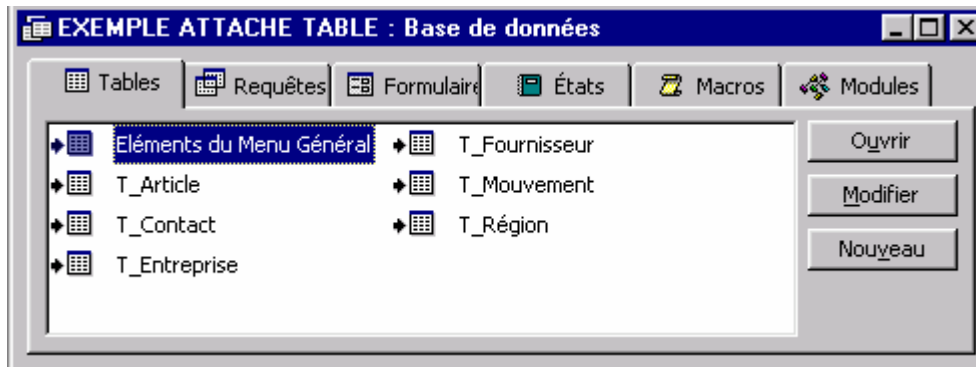 EXEMPLE ATTACHE TABLE : Base de données
Tables Requêtes Formulaire États Macros Modules
Eléments du Menu Général T_Fournisseur Ouvrir
T_Article T_Mouvement Modifier
T_Contact T_Région Nouveau
T_Entreprise